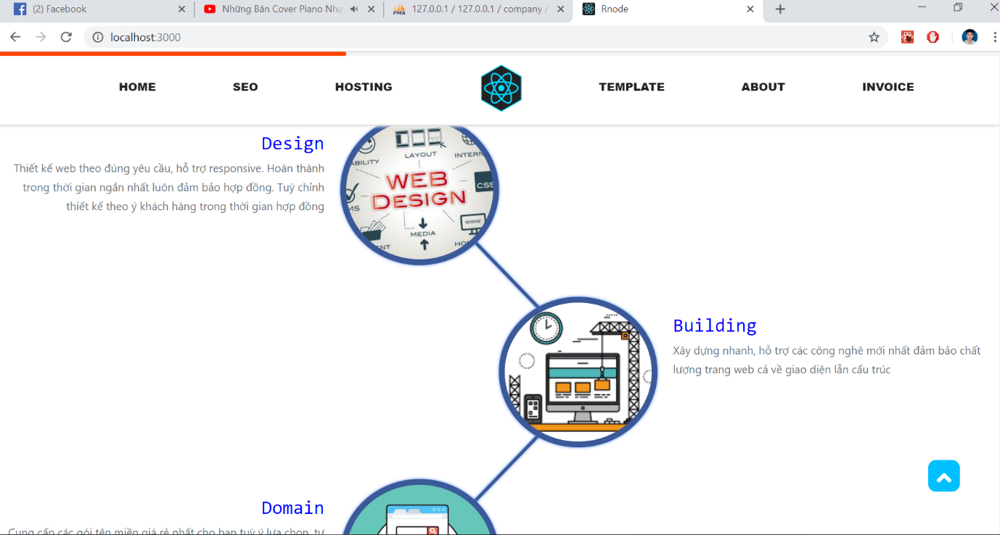 (2) Facebook
Những Bản Cover Piano Nhạ
127.0.0.1 / 127.0.0.1 / company /
Rnode
localhost:3000
HOME
SEO
HOSTING
TEMPLATE
ABOUT
INVOICE
Design
Thiết kế web theo đúng yêu cầu, hỗ trợ responsive. Hoàn thành
trong thời gian ngắn nhất luôn đảm bảo hợp đồng. Tuỳ chỉnh
thiết kế theo ý khách hàng trong thời gian hợp đồng
LAYOUT
ABILITY
INTERN
WEB
DESIGN
CSS
MS
WWW
MEDIA
ENT
HO
Building
Xây dựng nhanh, hỗ trợ các công nghê mới nhất đảm bảo chất
lượng trang web cả về giao diện lẫn cấu trúc
Domain
Cung cấp các gói tên miền giá rẻ nhất cho bạn tuỳ ý lựa chọn, tư